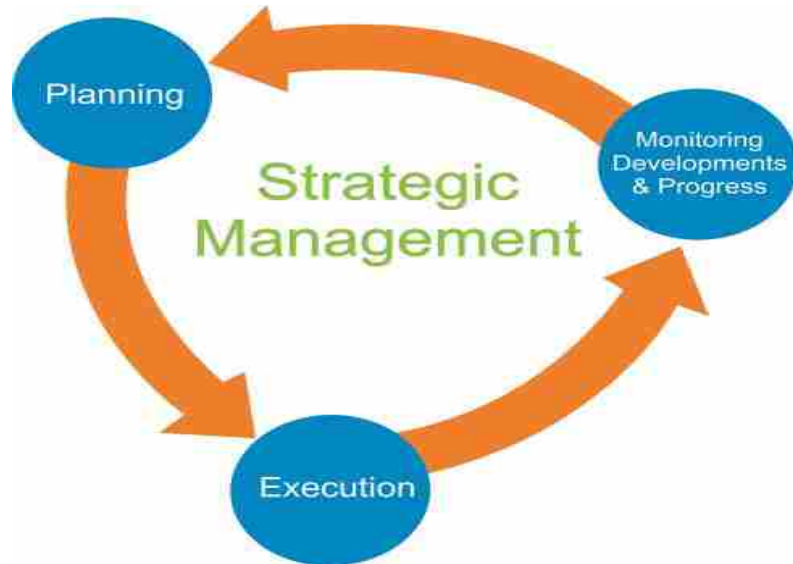 Planning
Monitoring
Developments
& Progress
Strategic
Management
Execution